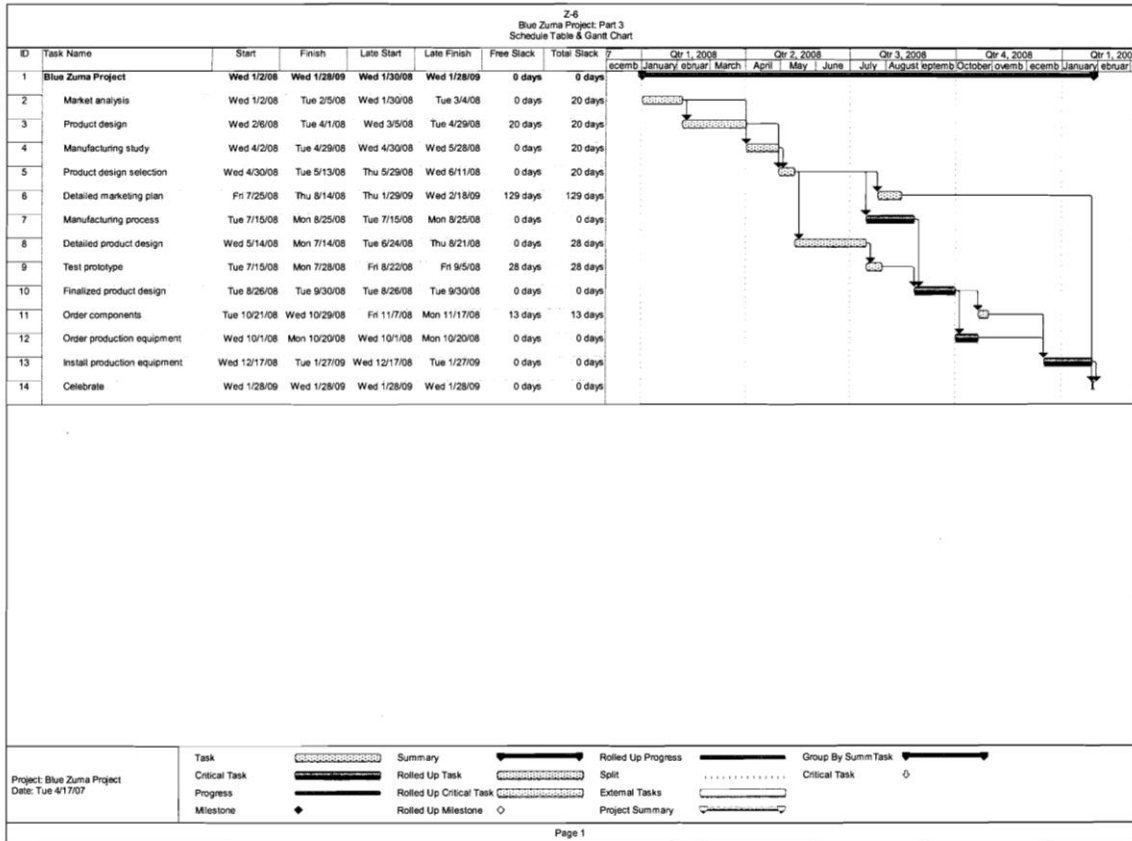 Z-6
Blue Zuma Project: Part 3
Schedule Table & Gantt Chart
ID Task Name Start Finish Late Start Late Finish Free Slack Total Slack 7 Qtr 1, 2008 Qtr 2, 2008 Qtr 3, 2008 Qtr 4, 2008 Qtr 1, 200
ecemb January ebruar March April May June July August eptemb October ovemb ecemb January ebruar
1 Blue Zuma Project Wed 1/2/08 Wed 1/28/09 Wed 1/30/08 Wed 1/28/09 0 days 0 days
2 Market analysis Wed 1/2/08 Tue 2/5/08 Wed 1/30/08 Tue 3/4/08 0 days 20 days
3 Product design Wed 2/6/08 Tue 4/1/08 Wed 3/5/08 Tue 4/29/08 20 days 20 days
4 Manufacturing study Wed 4/2/08 Tue 4/29/08 Wed 4/30/08 Wed 5/28/08 0 days 20 days
5 Product design selection Wed 4/30/08 Tue 5/13/08 Thu 5/29/08 Wed 6/11/08 0 days 20 days
6 Detailed marketing plan Fri 7/25/08 Thu 8/14/08 Thu 1/29/09 Wed 2/18/09 129 days 129 days
7 Manufacturing process Tue 7/15/08 Mon 8/25/08 Tue 7/15/08 Mon 8/25/08 0 days 0 days
8 Detailed product design Wed 5/14/08 Mon 7/14/08 Tue 6/24/08 Thu 8/21/08 0 days 28 days
9 Test prototype Tue 7/15/08 Mon 7/28/08 Fri 8/22/08 Fri 9/5/08 28 days 28 days
10 Finalized product design Tue 8/26/08 Tue 9/30/08 Tue 8/26/08 Tue 9/30/08 0 days 0 days
11 Order components Tue 10/21/08 Wed 10/29/08 Fri 11/7/08 Mon 11/17/08 13 days 13 days
12 Order production equipment Wed 10/1/08 Mon 10/20/08 Wed 10/1/08 Mon 10/20/08 0 days 0 days
13 Install production equipment Wed 12/17/08 Tue 1/27/09 Wed 12/17/08 Tue 1/27/09 0 days 0 days
14 Celebrate Wed 1/28/09 Wed 1/28/09 Wed 1/28/09 Wed 1/28/09 0 days 0 days
Project: Blue Zuma Project
Date: Tue 4/17/07
Task Summary Rolled Up Progress Group By SummTask
Critical Task Rolled Up Task Split Critical Task
Progress Rolled Up Critical Task External Tasks
Milestone Rolled Up Milestone Project Summary
Page 1